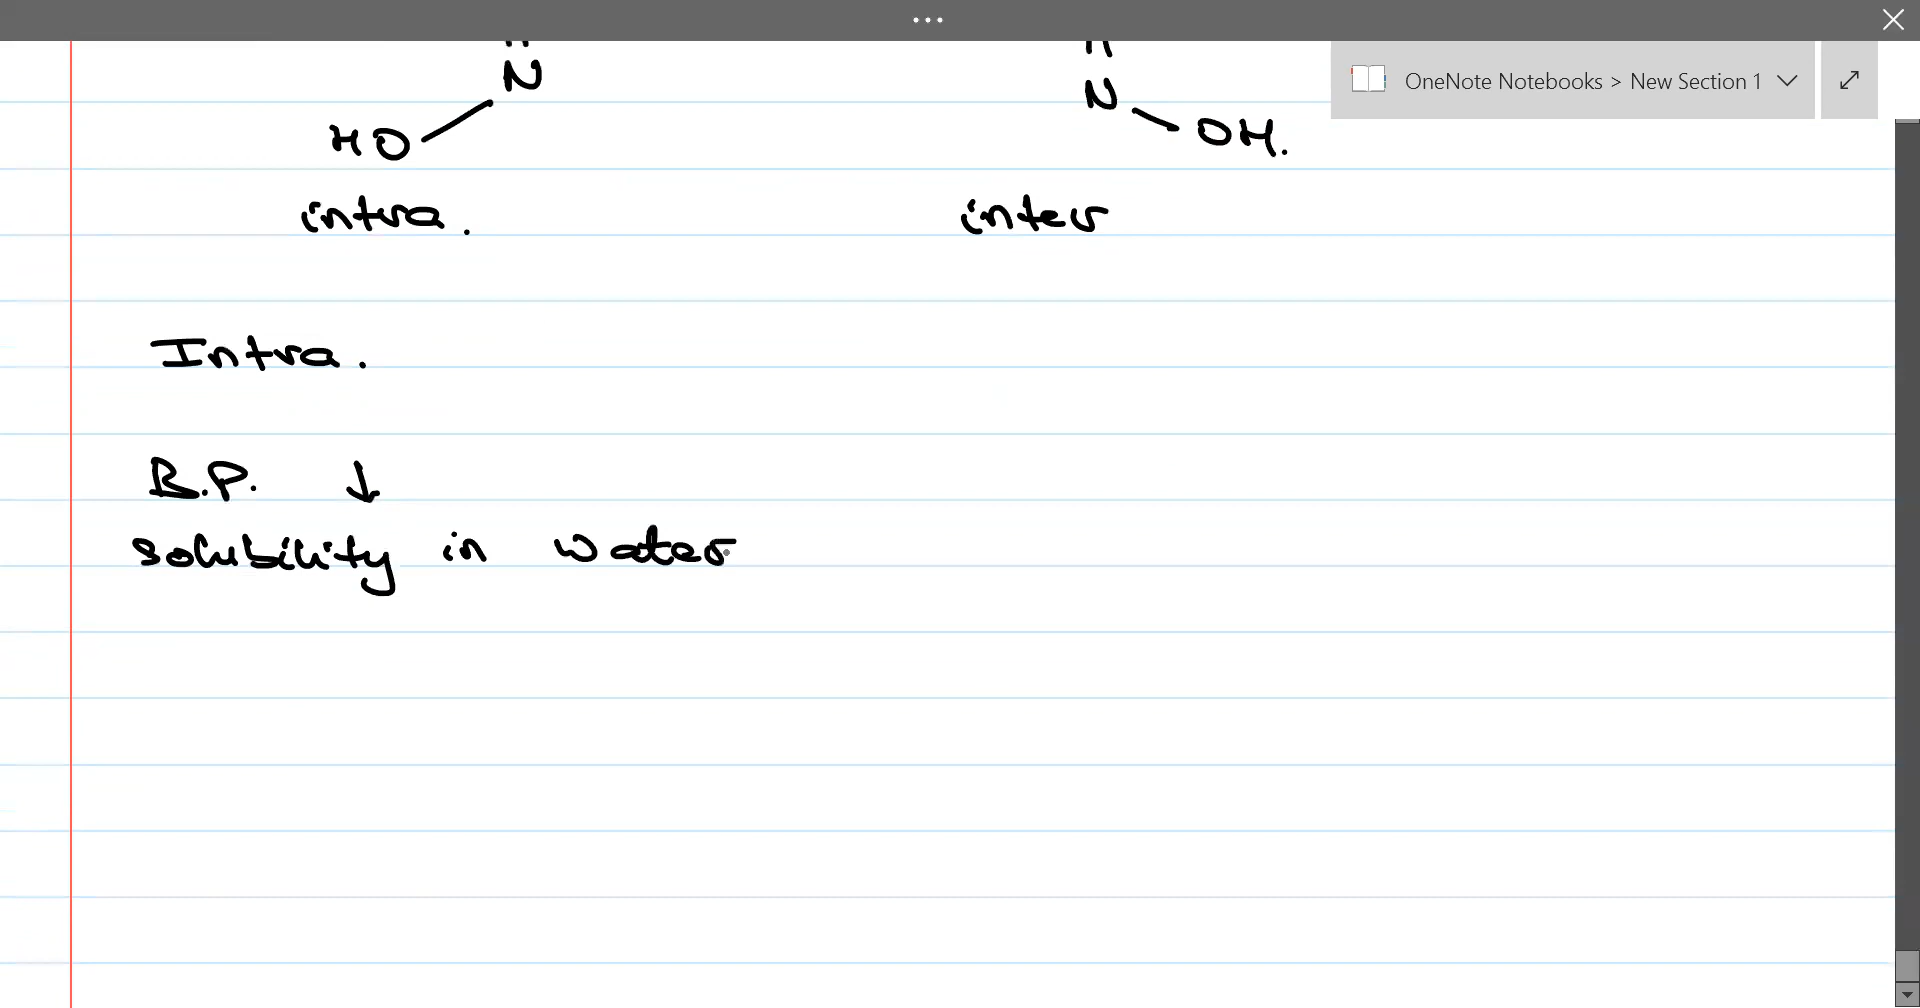 ...
OneNote Notebooks > New Section 1
N
N
HO
OH.
intra.
inter
Intra.
B.P. ↓
solubility in water